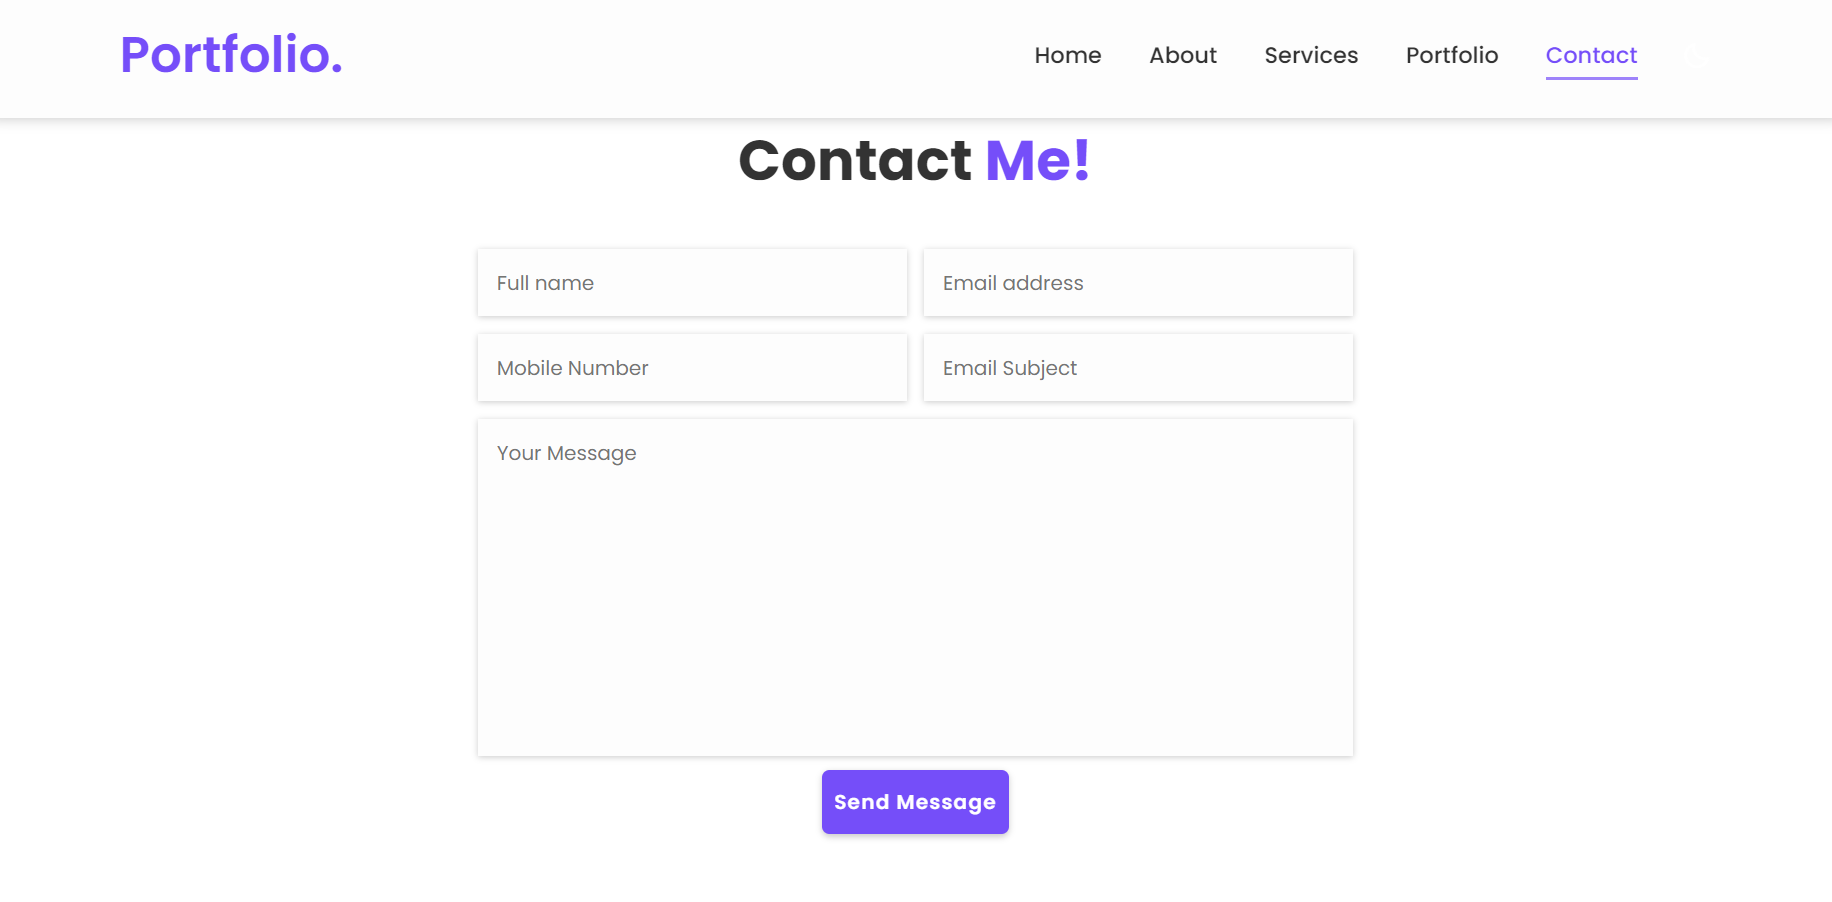 Portfolio.
Home About Services Portfolio Contact
Contact Me!
Full name
Email address
Mobile Number
Email Subject
Your Message
Send Message